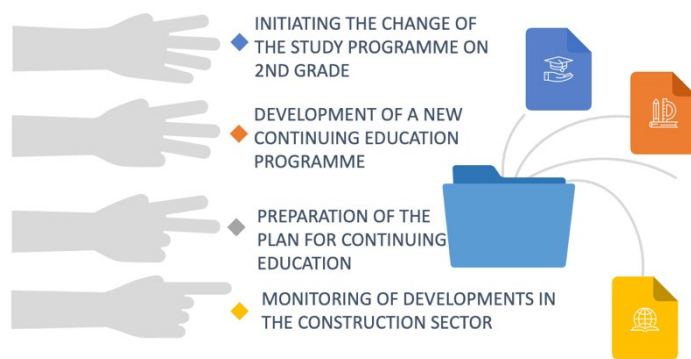 INITIATING THE CHANGE OF
THE STUDY PROGRAMME ON
2ND GRADE
DEVELOPMENT OF A NEW
CONTINUING EDUCATION
PROGRAMME
PREPARATION OF THE
PLAN FOR CONTINUING
EDUCATION
MONITORING OF DEVELOPMENTS IN
THE CONSTRUCTION SECTOR